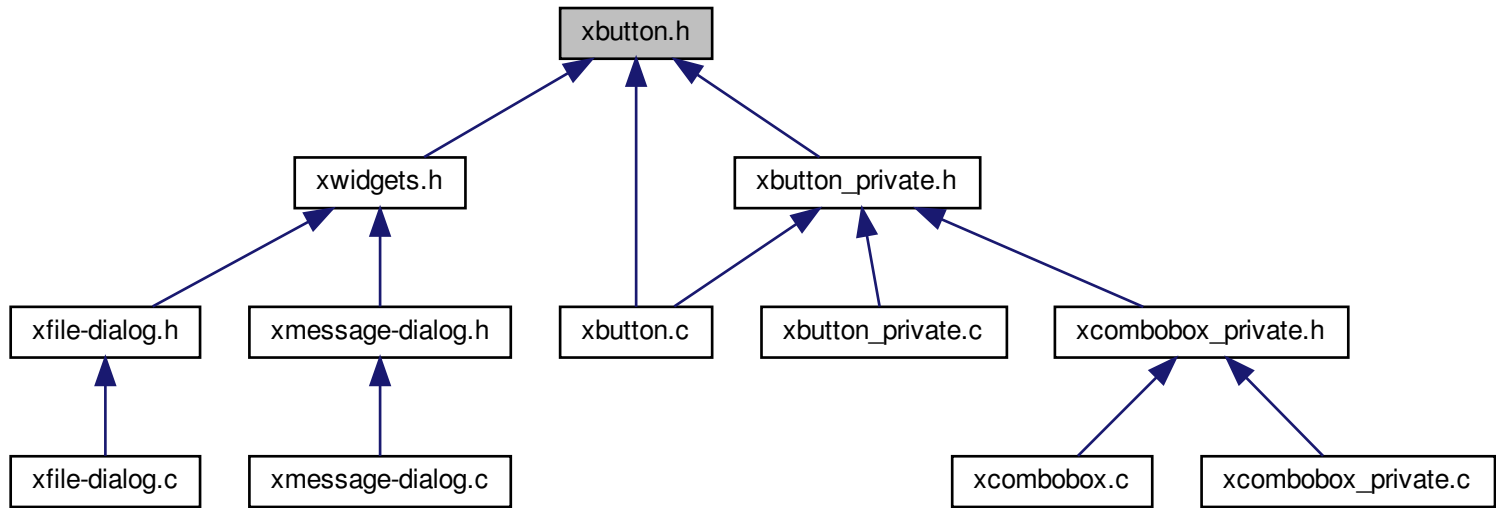 xbutton.h
xwidgets.h
xbutton_private.h
xfile-dialog.h
xmessage-dialog.h
xbutton.c
xbutton_private.c
xcombobox_private.h
xfile-dialog.c
xmessage-dialog.c
xcombobox.c
xcombobox_private.c